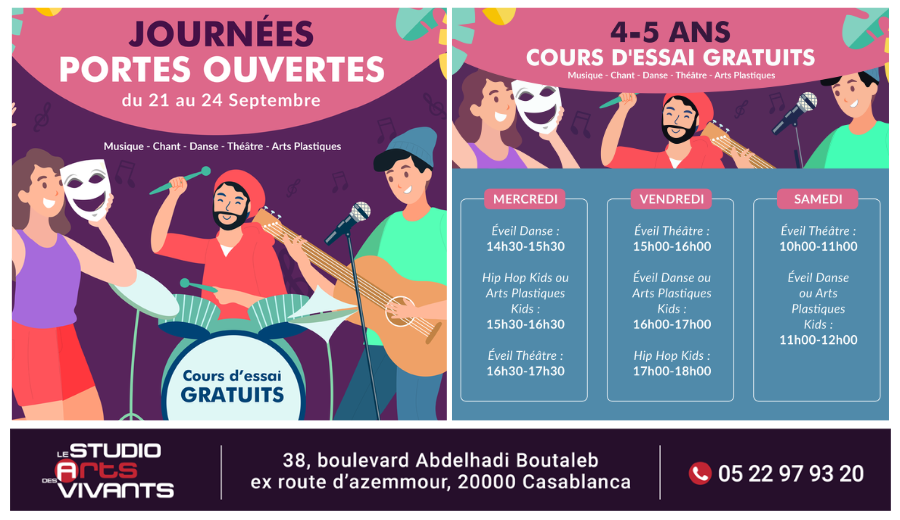 JOURNÉES
PORTES OUVERTES
du 21 au 24 Septembre
Musique - Chant - Danse - Théâtre - Arts Plastiques
Cours d'essai
GRATUITS
4-5 ANS
COURS D'ESSAI GRATUITS
Musique - Chant - Danse - Théâtre - Arts Plastiques
MERCREDI
Éveil Danse :
14h30-15h30
Hip Hop Kids ou
Arts Plastiques
Kids :
15h30-16h30
Éveil Théâtre :
16h30-17h30
VENDREDI
Éveil Théâtre :
15h00-16h00
Éveil Danse ou
Arts Plastiques
Kids :
16h00-17h00
Hip Hop Kids :
17h00-18h00
SAMEDI
Éveil Théâtre :
10h00-11h00
Éveil Danse
ou Arts
Plastiques
Kids :
11h00-12h00
LE STUDIO
DES Arts
VIVANTS
38, boulevard Abdelhadi Boutaleb
ex route d'azemmour, 20000 Casablanca
05 22 97 93 20